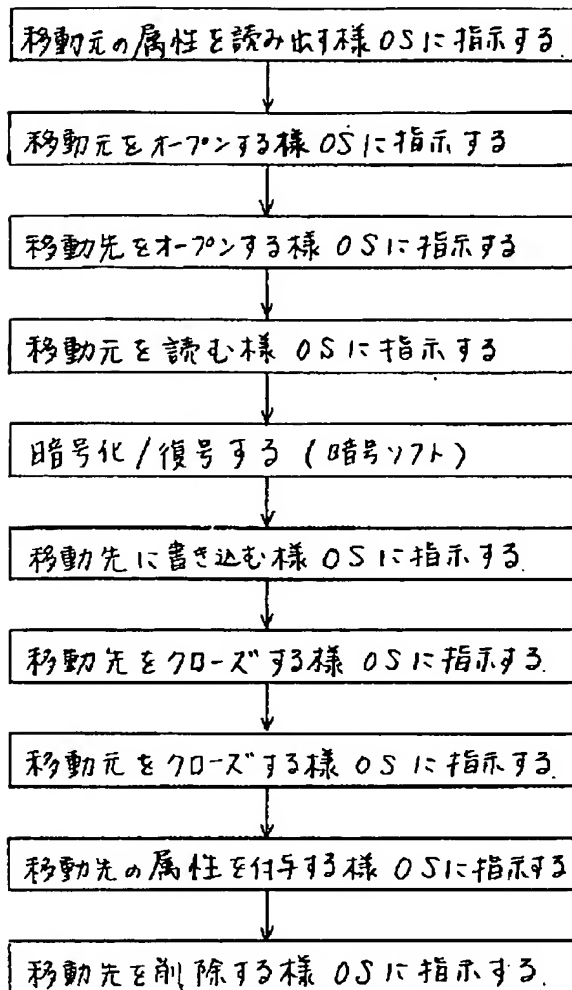 移動元の属性を読み出す様OSに指示する.
移動元をオープンする様OSに指示する
移動先をオープンする様OSに指示する
移動元を読む様OSに指示する
暗号化/復号する(暗号ソフト)
移動先に書き込む様OSに指示する.
移動先をクローズする様OSに指示する.
移動元をクローズする様OSに指示する.
移動先の属性を付与する様OSに指示する
移動先を削除する様OSに指示する.